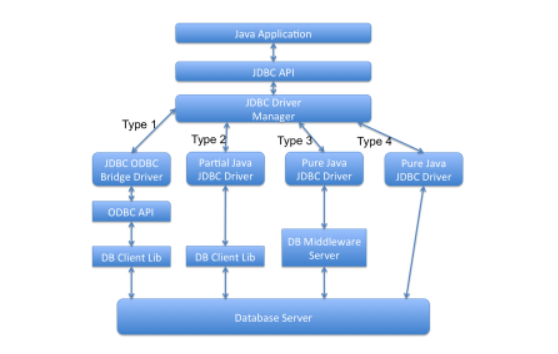 Java Application
JDBC API
JDBC Driver
Manager
Type 1
Type 2
Type 3
Type 4
JDBC ODBC
Bridge Driver
Partial Java
JDBC Driver
Pure Java
JDBC Driver
Pure Java
JDBC Driver
ODBC API
DB Client Lib
DB Client Lib
DB Middleware
Server
Database Server